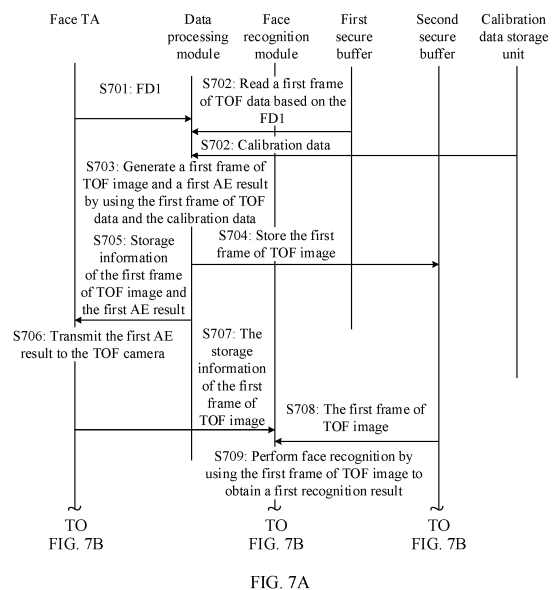 Face TA
Data
processing
module
Face
recognition
module
First
secure
buffer
Second
secure
buffer
Calibration
data storage
unit
S701: FD1
S702: Read a first frame
of TOF data based on the
FD1
S702: Calibration data
S703: Generate a first frame of
TOF image and a first AE result
by using the first frame of TOF
data and the calibration data
S704: Store the first
frame of TOF image
S705: Storage
information
of the first frame
of TOF image and
the first AE result
S706: Transmit the first AE
result to the TOF camera
S707: The
storage
information
of the first
frame of
TOF image
S708: The first frame of
TOF image
S709: Perform face recognition by
using the first frame of TOF image to
obtain a first recognition result
~
TO
FIG. 7B
~
TO
FIG. 7B
~
TO
FIG. 7B
FIG. 7A